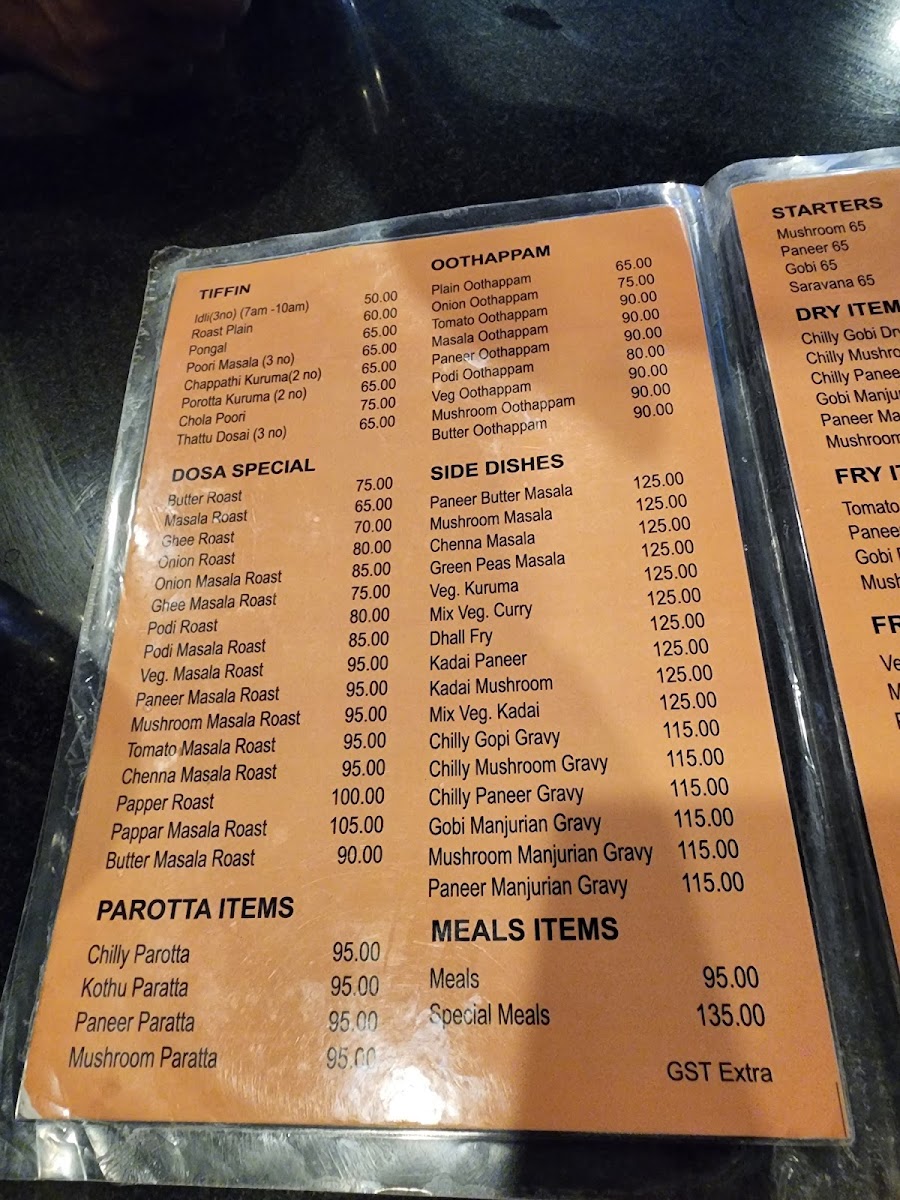 TIFFIN
Idli(3no) (7am -10am) 50.00
Roast Plain 60.00
Pongal 65.00
Poori Masala (3 no) 65.00
Chappathi Kuruma(2 no) 65.00
Porotta Kuruma (2 no) 65.00
Chola Poori 75.00
Thattu Dosai (3 no) 65.00
DOSA SPECIAL
Butter Roast 75.00
Masala Roast 65.00
Ghee Roast 70.00
Onion Roast 80.00
Onion Masala Roast 85.00
Ghee Masala Roast 75.00
Podi Roast 80.00
Podi Masala Roast 85.00
Veg. Masala Roast 95.00
Paneer Masala Roast 95.00
Mushroom Masala Roast 95.00
Tomato Masala Roast 95.00
Chenna Masala Roast 95.00
Papper Roast 100.00
Pappar Masala Roast 105.00
Butter Masala Roast 90.00
PAROTTA ITEMS
Chilly Parotta 95.00
Kothu Paratta 95.00
Paneer Paratta 95.00
Mushroom Paratta 95.00
OOTHAPPAM
Plain Oothappam 65.00
Onion Oothappam 75.00
Tomato Oothappam 90.00
Masala Oothappam 90.00
Paneer Oothappam 90.00
Podi Oothappam 80.00
Veg Oothappam 90.00
Mushroom Oothappam 90.00
Butter Oothappam 90.00
SIDE DISHES
Paneer Butter Masala 125.00
Mushroom Masala 125.00
Chenna Masala 125.00
Green Peas Masala 125.00
Veg. Kuruma 125.00
Mix Veg. Curry 125.00
Dhall Fry 125.00
Kadai Paneer 125.00
Kadai Mushroom 125.00
Mix Veg. Kadai 125.00
Chilly Gopi Gravy 115.00
Chilly Mushroom Gravy 115.00
Chilly Paneer Gravy 115.00
Gobi Manjurian Gravy 115.00
Mushroom Manjurian Gravy 115.00
Paneer Manjurian Gravy 115.00
MEALS ITEMS
Meals 95.00
Special Meals 135.00
GST Extra
STARTERS
Mushroom 65
Paneer 65
Gobi 65
Saravana 65
DRY ITEM
Chilly Gobi
Chilly
Chilly
Gobi
Paneer
Mushroom
FRY
Tomato
Paneer
Gobi